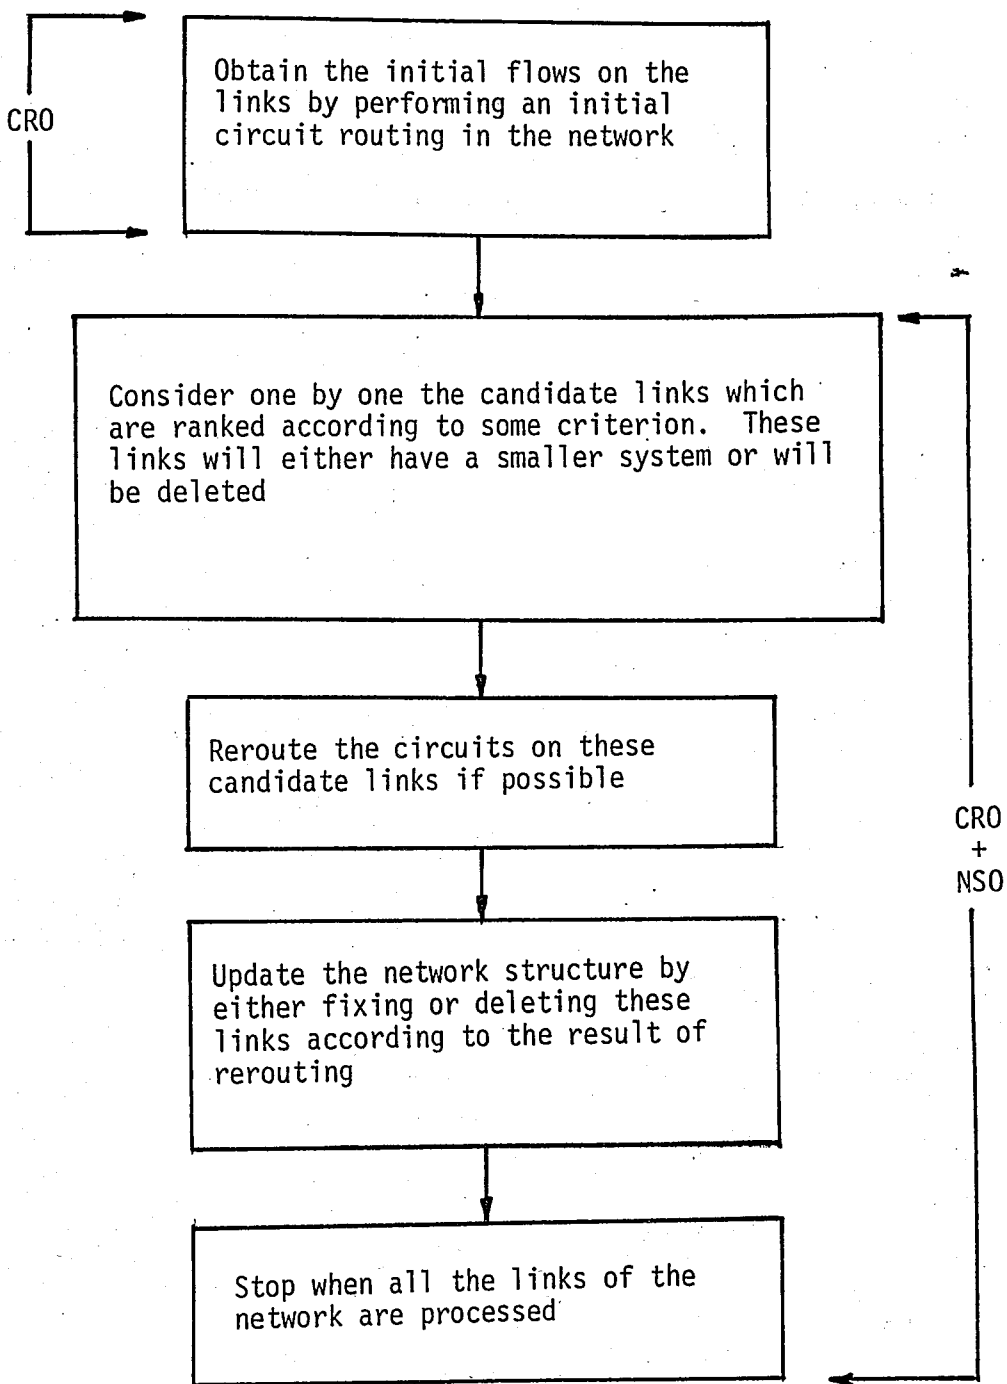 CRO
Obtain the initial flows on the
links by performing an initial
circuit routing in the network
Consider one by one the candidate links which
are ranked according to some criterion.  These
links will either have a smaller system or will
be deleted
Reroute the circuits on these
candidate links if possible
CRO
+
NSO
Update the network structure by
either fixing or deleting these
links according to the result of
rerouting
Stop when all the links of the
network are processed